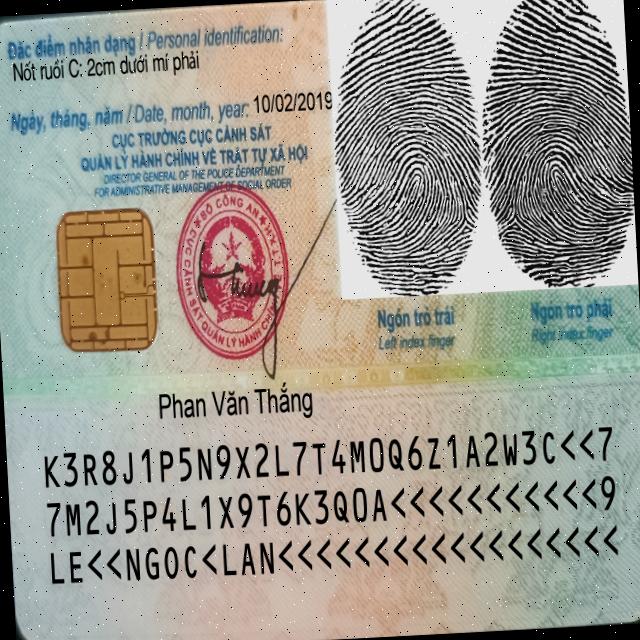 Đặc điểm nhân dạng / Personal identification:
Nốt ruồi C: 2cm dưới mí phải
Ngày, tháng, năm / Date, month, year: 10/02/2019
CỤC TRƯỞNG CỤC CẢNH SÁT
QUẢN LÝ HÀNH CHÍNH VỀ TRẬT TỰ XÃ HỘI
DIRECTOR GENERAL OF THE POLICE DEPARTMENT
FOR ADMINISTRATIVE MANAGEMENT OF SOCIAL ORDER
BỘ CÔNG AN
CỤC CẢNH SÁT QUẢN LÝ HÀNH CHÍNH
Ngón trỏ trái
Left index finger
Ngón trỏ phải
Right index finger
Phan Văn Thắng
K3R8J1P5N9X2L7T4M0Q6Z1A2W3C<<7
7M2J5P4L1X9T6K3Q0A<<<<<<<<<<<9
LE<<NGOC<LAN<<<<<<<<<<<<<<<<<<